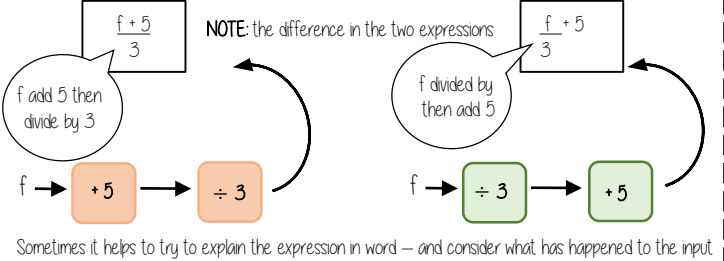 f + 5
3
NOTE: the difference in the two expressions
f + 5
3
f add 5 then
divide by 3
f divided by
then add 5
f + 5 ÷ 3
f ÷ 3 + 5
Sometimes it helps to try to explain the expression in word – and consider what has happened to the input